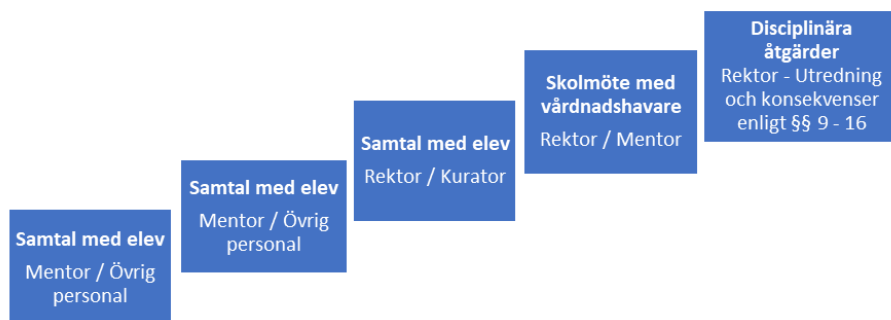 Samtal med elev
Mentor / Övrig
personal
Samtal med elev
Mentor / Övrig
personal
Samtal med elev
Rektor / Kurator
Skolmöte med
vårdnadshavare
Rektor / Mentor
Disciplinära
åtgärder
Rektor - Utredning
och konsekvenser
enligt §§ 9 - 16